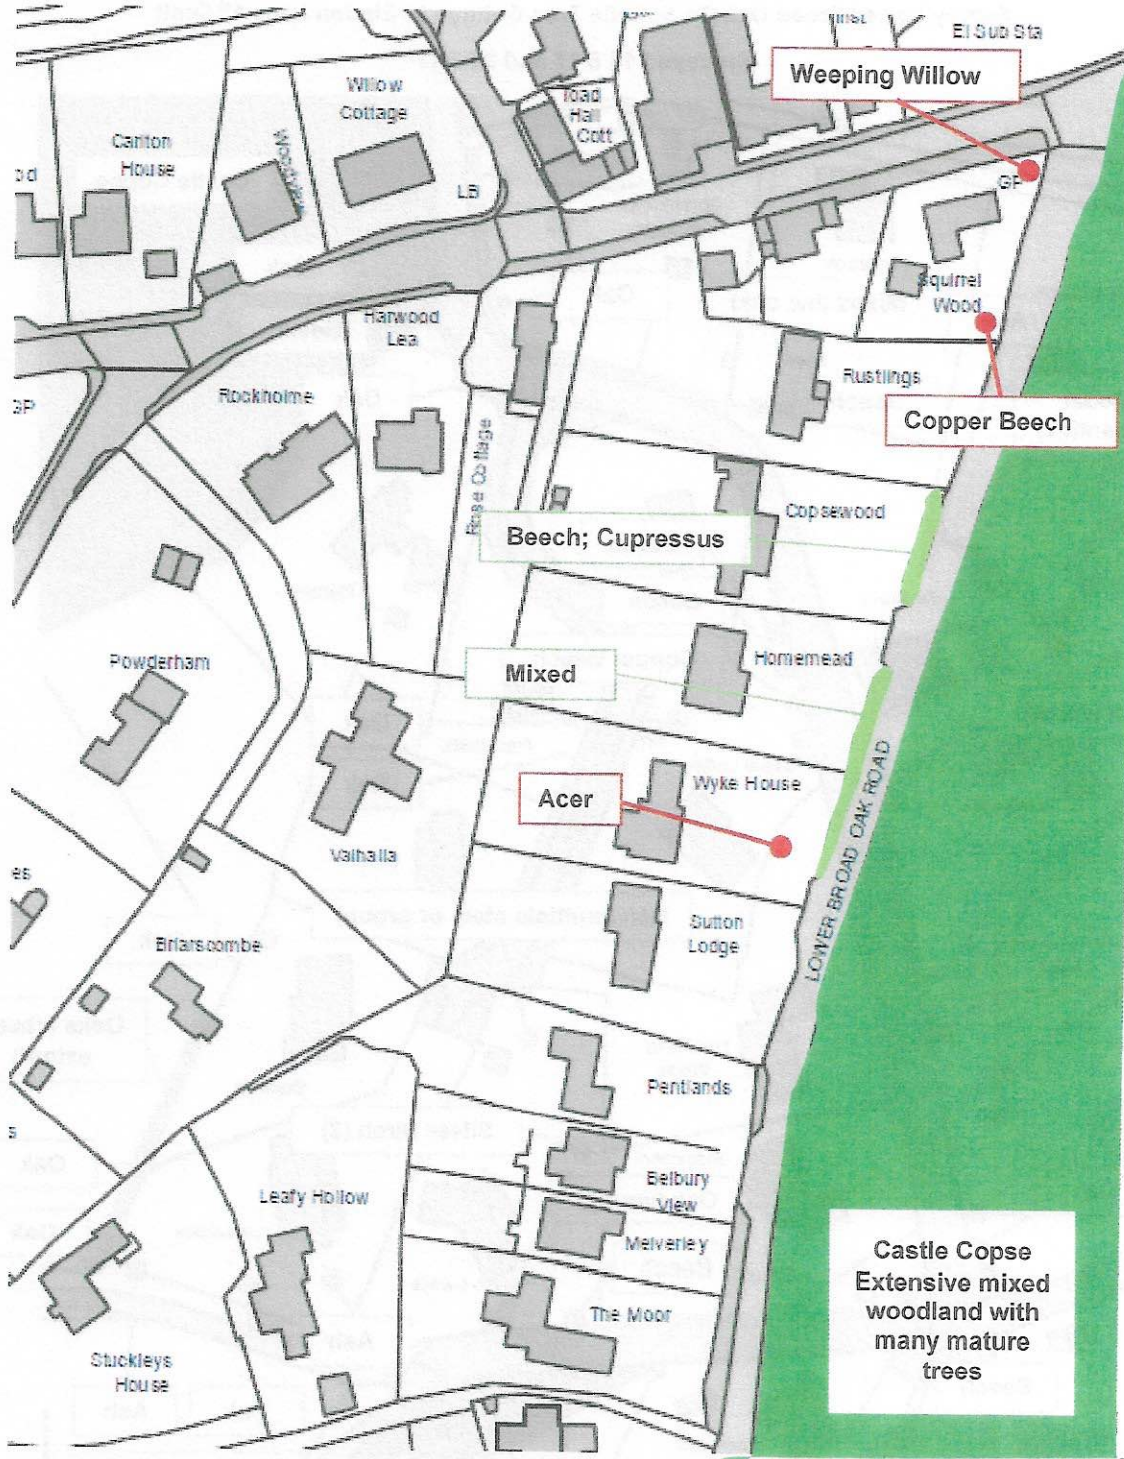 El Sub Sta
Weeping Willow
Willow
Cottage
Toad
Hall
Cott
Carlton
House
LB
GP
Squirrel
Wood
Harwood
Lea
Rustlings
Rockholme
GP
Copper Beech
Rose Cottage
Copsewood
Beech; Cupressus
Powderham
Homemead
Mixed
Wyke House
Acer
Valhalla
LOWER BROAD OAK ROAD
es
Sutton
Lodge
Briarscombe
Pentlands
s
Belbury
View
Leafy Hollow
Melverley
Castle Copse
Extensive mixed
woodland with
many mature
trees
The Moor
Stuckleys
House